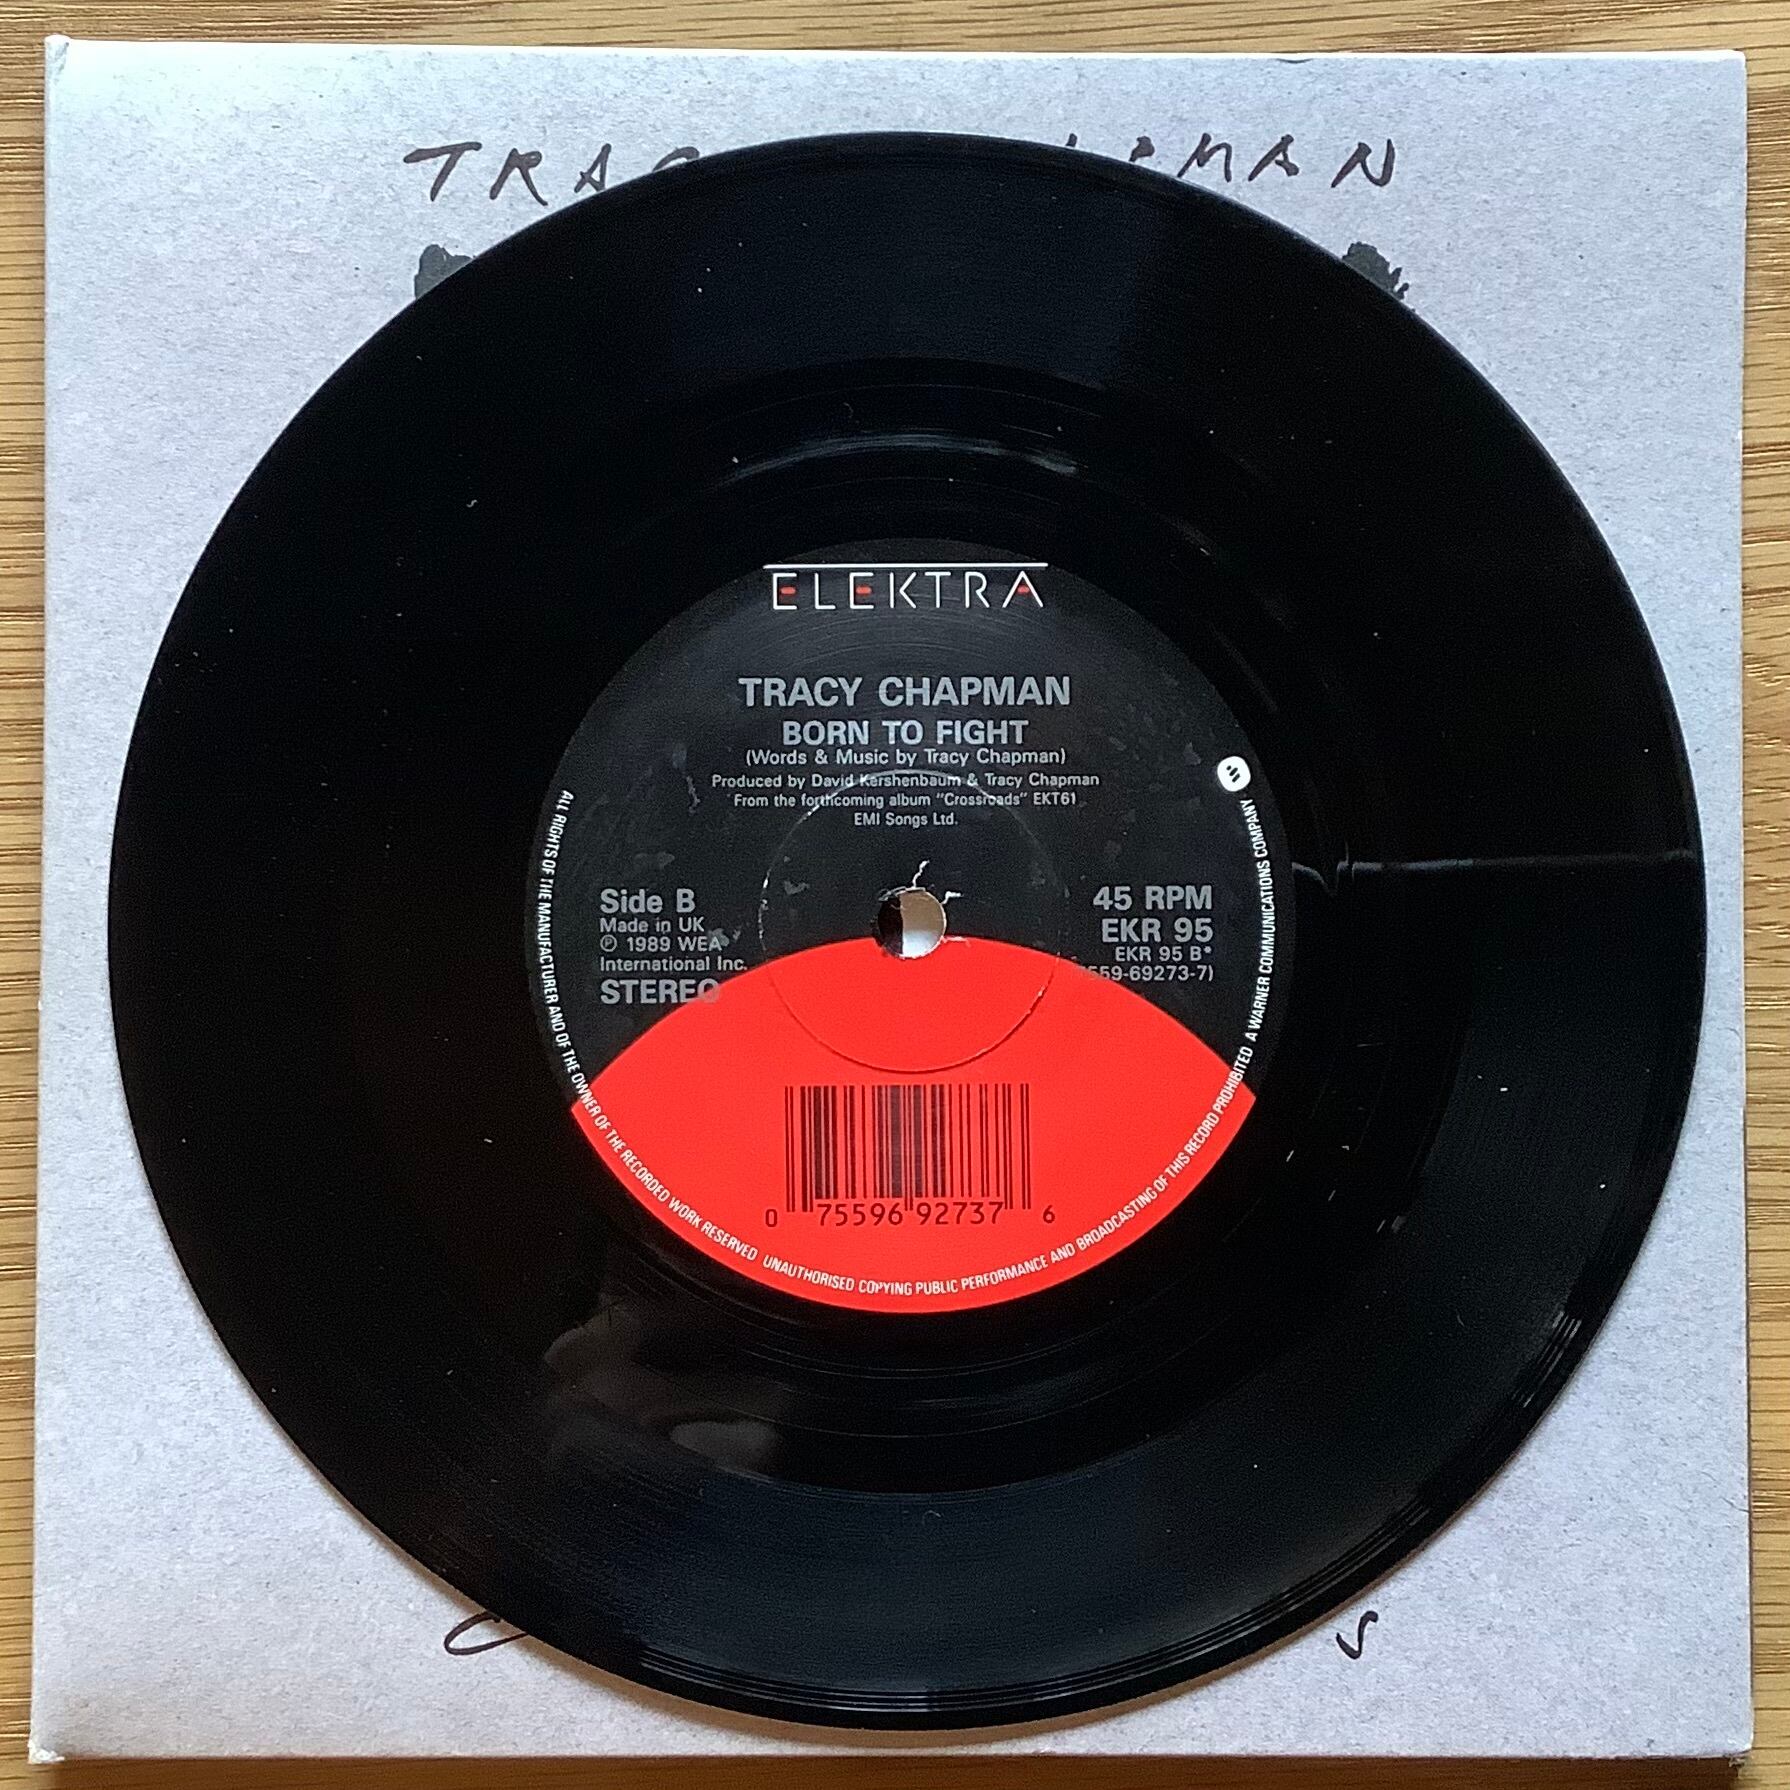 ELEKTRA
TRACY CHAPMAN
BORN TO FIGHT
(Words & Music by Tracy Chapman)
Produced by David Kershenbaum & Tracy Chapman
From the forthcoming album "Crossroads" EKT61
EMI Songs Ltd.
Side B
Made in UK
℗ 1989 WEA
International Inc.
STEREO
45 RPM
EKR 95
EKR 95 B*
559-69273-7)
0 75596 92737 6
ALL RIGHTS OF THE MANUFACTURER AND OF THE OWNER OF THE RECORDED WORK RESERVED UNAUTHORISED COPYING PUBLIC PERFORMANCE AND BROADCASTING OF THIS RECORD PROHIBITED A WARNER COMMUNICATIONS COMPANY